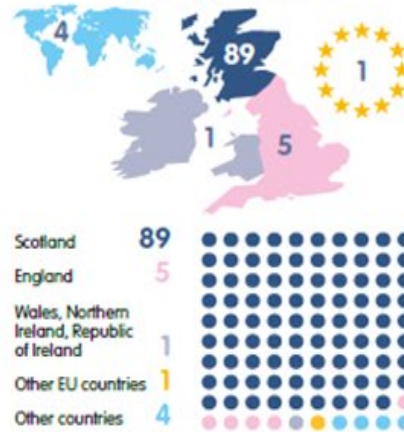 4
89
1
1
5
Scotland 89
England 5
Wales, Northern
Ireland, Republic
of Ireland 1
Other EU countries 1
Other countries 4